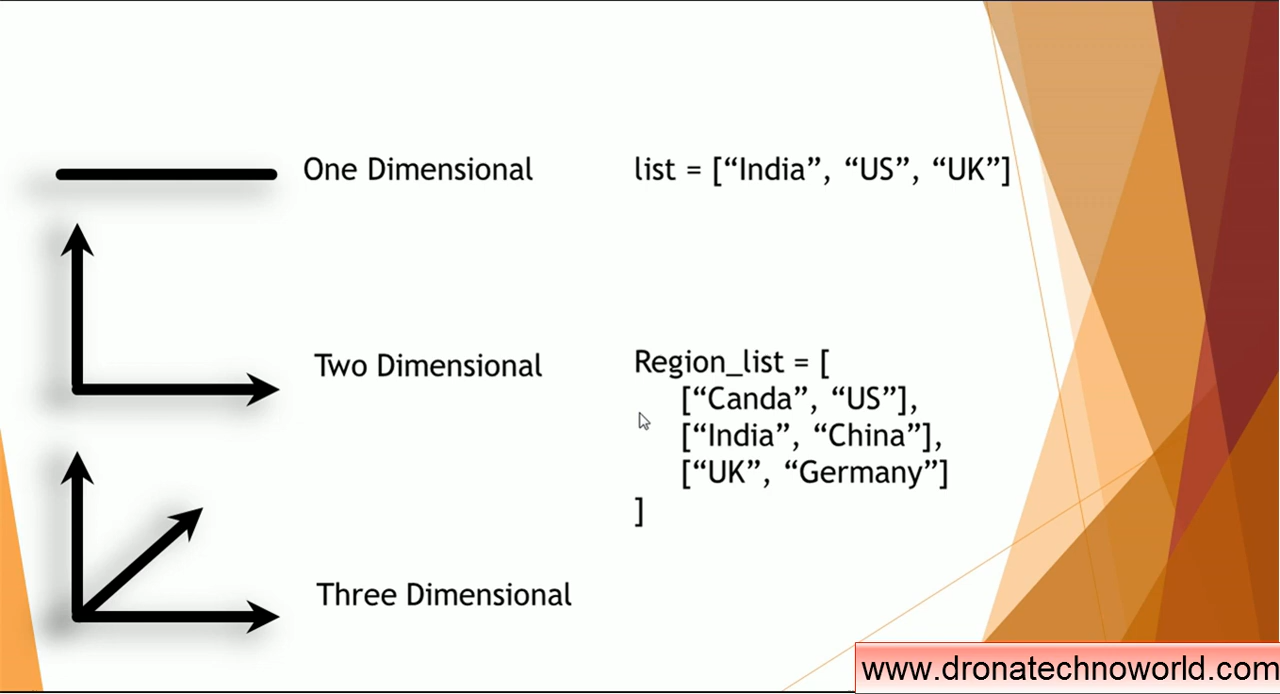 One Dimensional
list = [“India”, “US”, “UK”]
Two Dimensional
Region_list = [
[“Canda”, “US”],
[“India”, “China”],
[“UK”, “Germany”]
]
Three Dimensional
www.dronatechnoworld.com